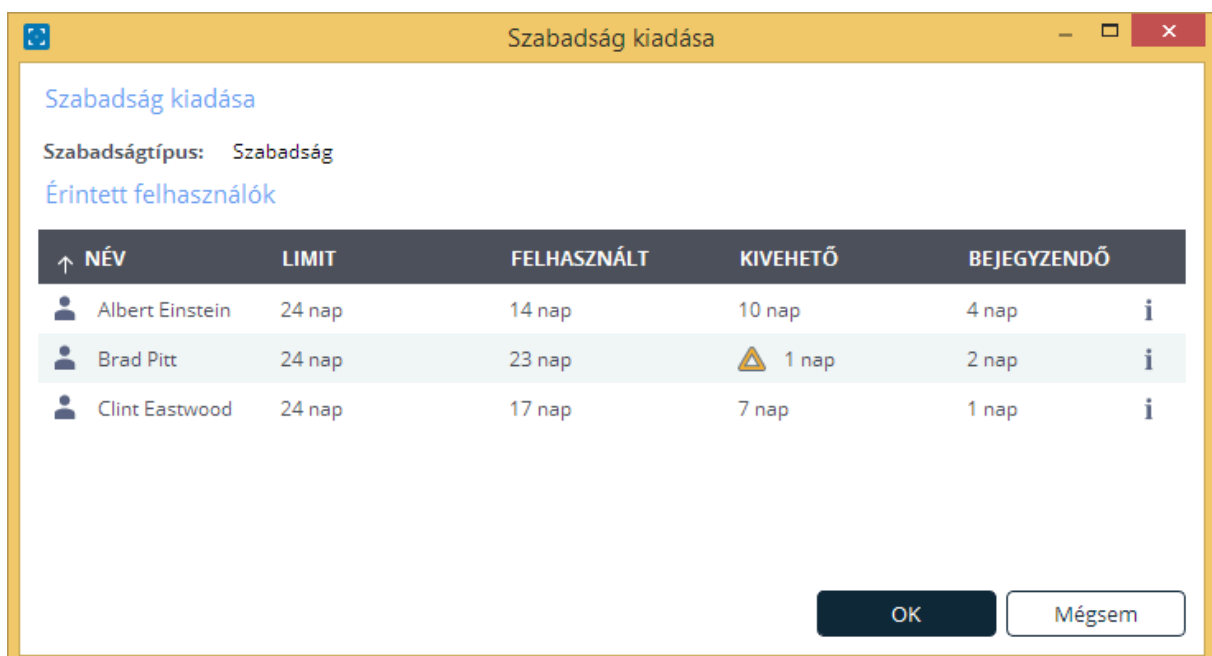 Szabadság kiadása
Szabadság kiadása
Szabadságtípus: Szabadság
Érintett felhasználók
NÉV LIMIT FELHASZNÁLT KIVEHETŐ BEJEGYZENDŐ
Albert Einstein 24 nap 14 nap 10 nap 4 nap i
Brad Pitt 24 nap 23 nap 1 nap 2 nap i
Clint Eastwood 24 nap 17 nap 7 nap 1 nap i
OK Mégsem